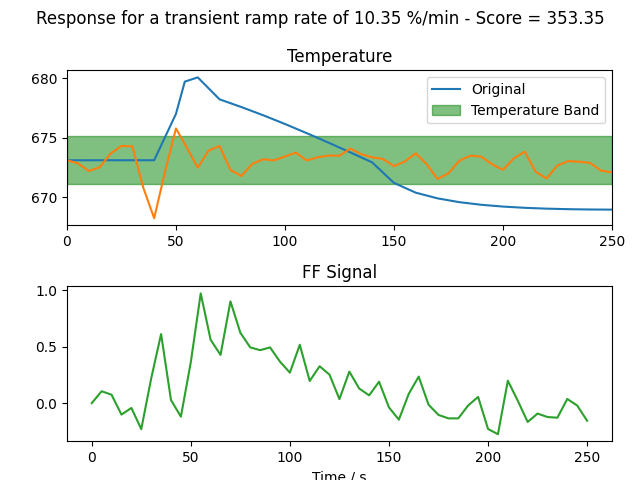 Response for a transient ramp rate of 10.35 %/min - Score = 353.35
Temperature
680
675
670
Original
Temperature Band
0 50 100 150 200 250
FF Signal
1.0
0.5
0.0
0 50 100 150 200 250
Time / s